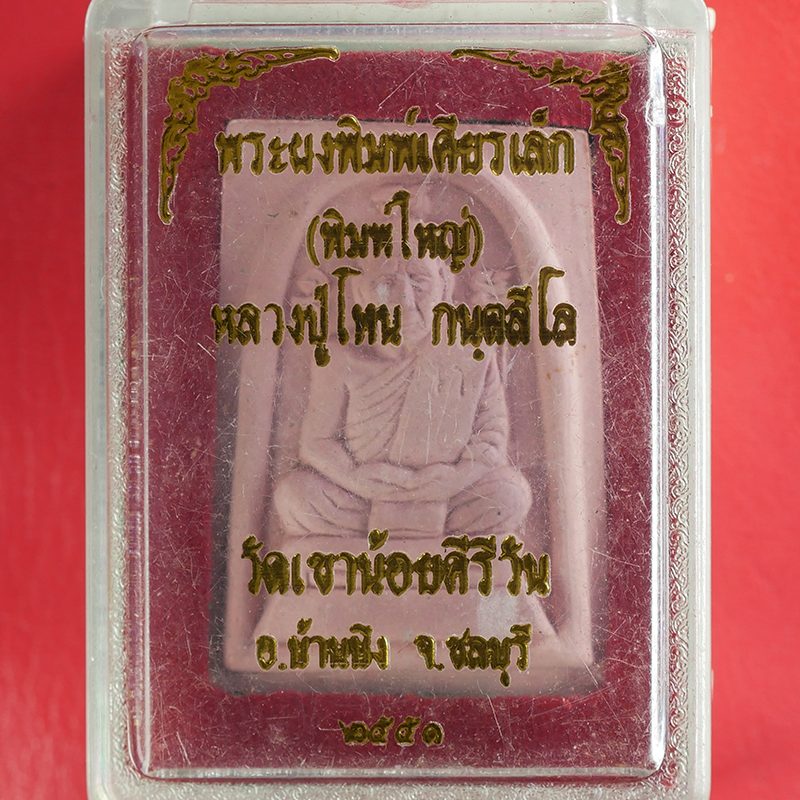 พระผงพิมพ์เศียรเล็ก
(พิมพ์ใหญ่)
หลวงปู่โทน กนฺตสีโล
วัดเขาน้อยคีรีวัน
อ.บ้านบึง จ.ชลบุรี
๒๕๕๑